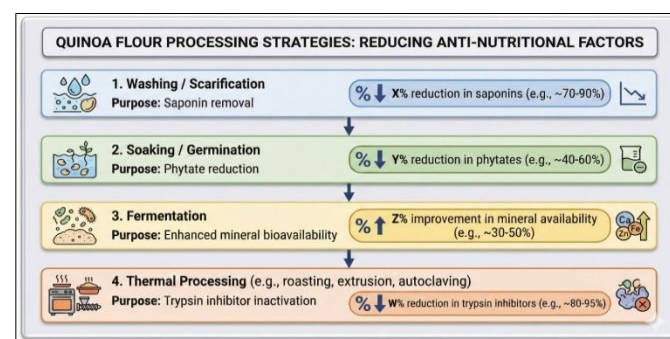 QUINOA FLOUR PROCESSING STRATEGIES: REDUCING ANTI-NUTRITIONAL FACTORS
1. Washing / Scarification
Purpose: Saponin removal
% X% reduction in saponins (e.g., ~70-90%)
2. Soaking / Germination
Purpose: Phytate reduction
% Y% reduction in phytates (e.g., ~40-60%)
3. Fermentation
Purpose: Enhanced mineral bioavailability
% Z% improvement in mineral availability
(e.g., ~30-50%)
Ca
Zn Fe
4. Thermal Processing (e.g., roasting, extrusion, autoclaving)
Purpose: Trypsin inhibitor inactivation
% W% reduction in trypsin inhibitors (e.g., ~80-95%)